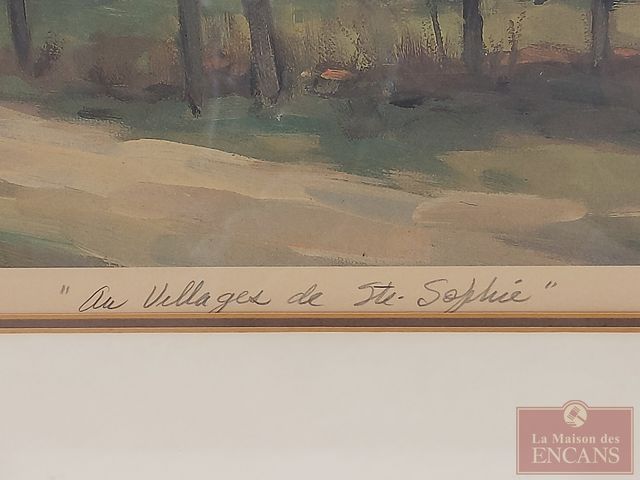 "Au Villages de Ste-Sophie"
La Maison des
ENCANS